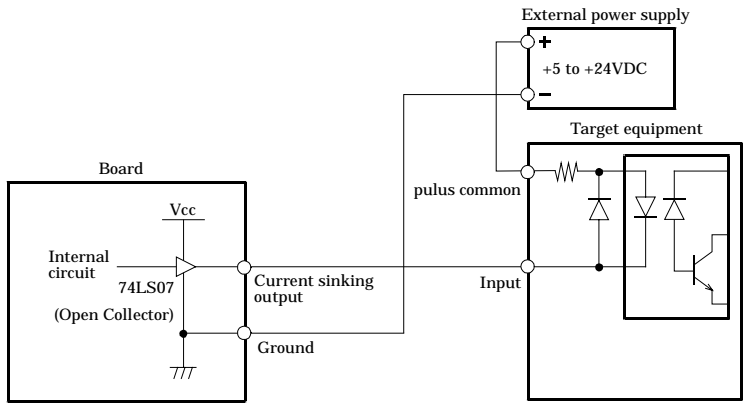 External power supply
+
+5 to +24VDC
−
Target equipment
Board
pulus common
Vcc
Internal
circuit
74LS07
(Open Collector)
Current sinking
output
Input
Ground